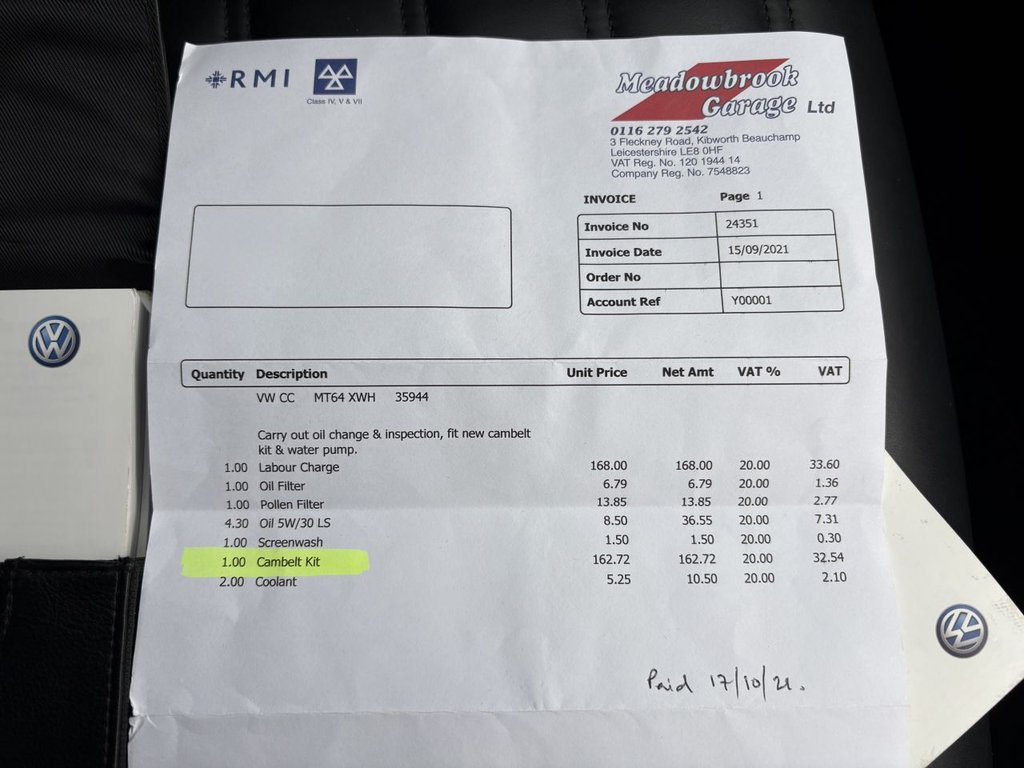 RMI
Class IV, V & VII
Meadowbrook
Garage Ltd
0116 279 2542
3 Fleckney Road, Kibworth Beauchamp
Leicestershire LE8 0HF
VAT Reg. No. 120 1944 14
Company Reg. No. 7548823
INVOICE Page 1
Invoice No 24351
Invoice Date 15/09/2021
Order No
Account Ref Y00001
Quantity Description Unit Price Net Amt VAT % VAT
VW CC MT64 XWH 35944
Carry out oil change & inspection, fit new cambelt
kit & water pump.
1.00 Labour Charge 168.00 168.00 20.00 33.60
1.00 Oil Filter 6.79 6.79 20.00 1.36
1.00 Pollen Filter 13.85 13.85 20.00 2.77
4.30 Oil 5W/30 LS 8.50 36.55 20.00 7.31
1.00 Screenwash 1.50 1.50 20.00 0.30
1.00 Cambelt Kit 162.72 162.72 20.00 32.54
2.00 Coolant 5.25 10.50 20.00 2.10
Paid 17/10/21.
VW
VW